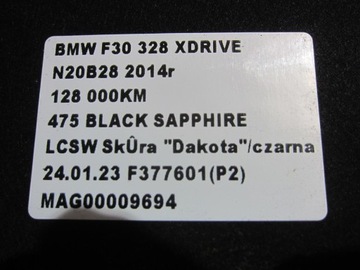 BMW F30 328 XDRIVE
N20B28 2014r
128 000KM
475 BLACK SAPPHIRE
LCSW SkÛra "Dakota"/czarna
24.01.23 F377601(P2)
MAG00009694